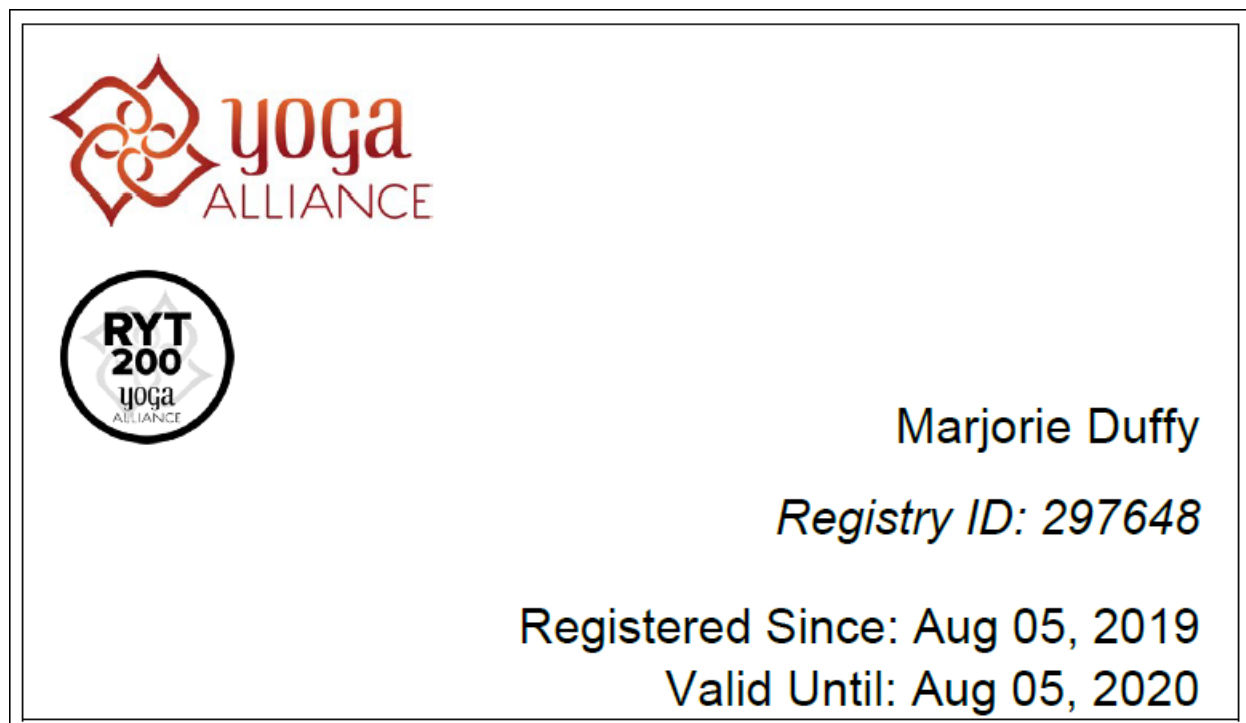 yoga
ALLIANCE
RYT
200
yoga
ALLIANCE
Marjorie Duffy
Registry ID: 297648
Registered Since: Aug 05, 2019
Valid Until: Aug 05, 2020